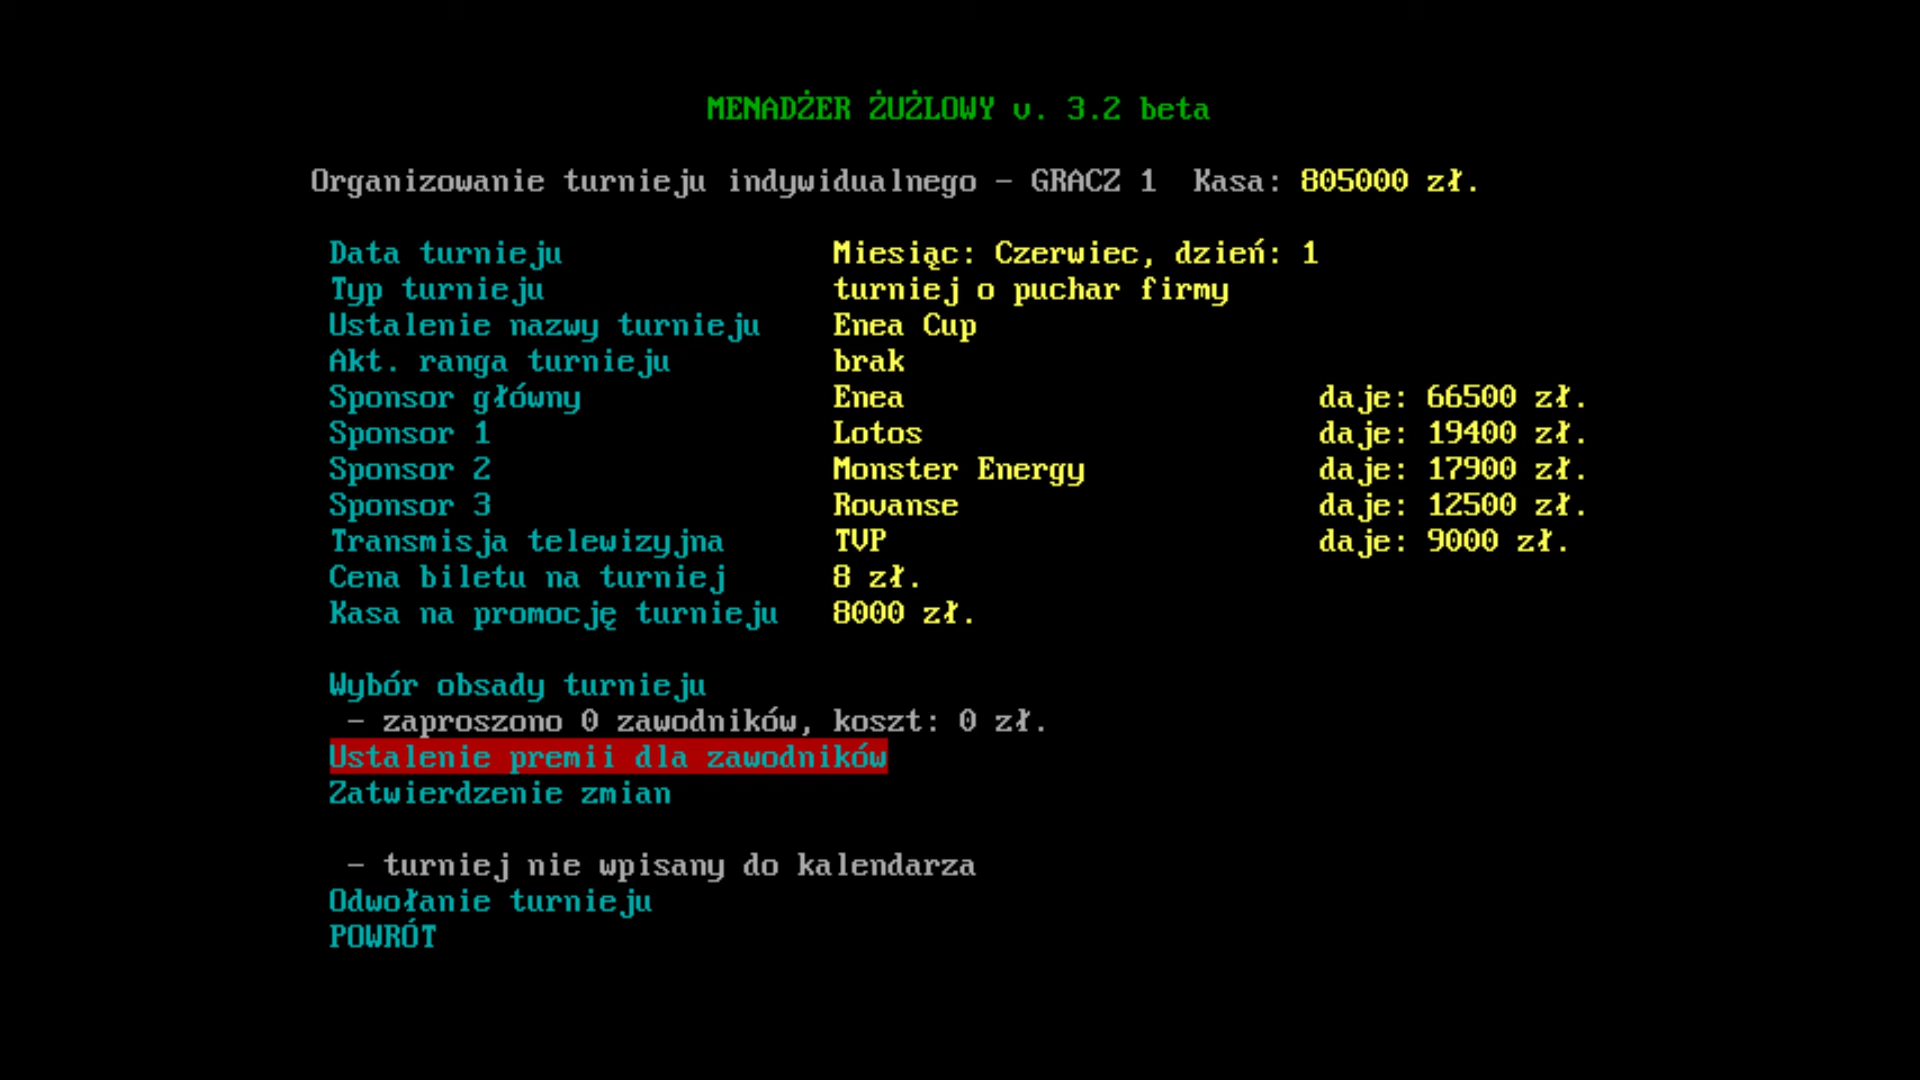 MENADŻER ŻUŻLOWY v. 3.2 beta
Organizowanie turnieju indywidualnego - GRACZ 1 Kasa: 805000 zł.
Data turnieju Miesiąc: Czerwiec, dzień: 1
Typ turnieju turniej o puchar firmy
Ustalenie nazwy turnieju Enea Cup
Akt. ranga turnieju brak
Sponsor główny Enea daje: 66500 zł.
Sponsor 1 Lotos daje: 19400 zł.
Sponsor 2 Monster Energy daje: 17900 zł.
Sponsor 3 Rovanse daje: 12500 zł.
Transmisja telewizyjna TVP daje: 9000 zł.
Cena biletu na turniej 8 zł.
Kasa na promocję turnieju 8000 zł.
Wybór obsady turnieju
- zaproszono 0 zawodników, koszt: 0 zł.
Ustalenie premii dla zawodników
Zatwierdzenie zmian
- turniej nie wpisany do kalendarza
Odwołanie turnieju
POWRÓT